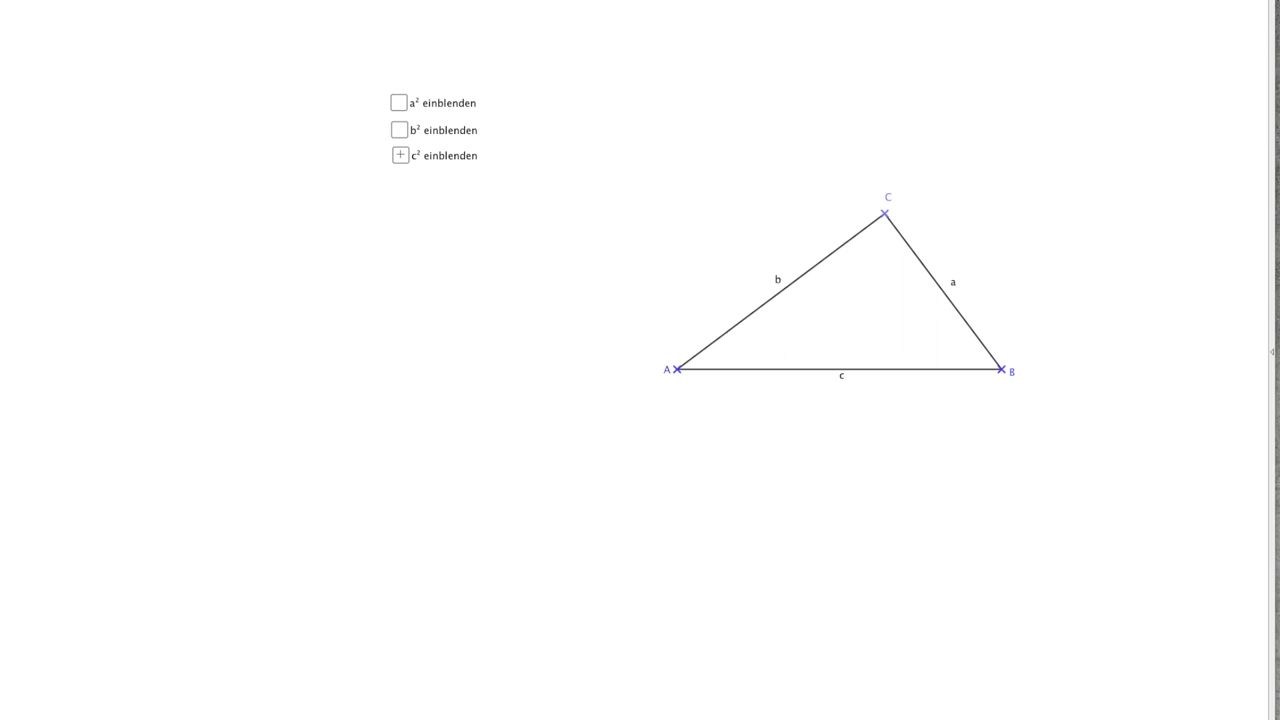 a² einblenden
b² einblenden
c² einblenden
C
b
a
A
B
c